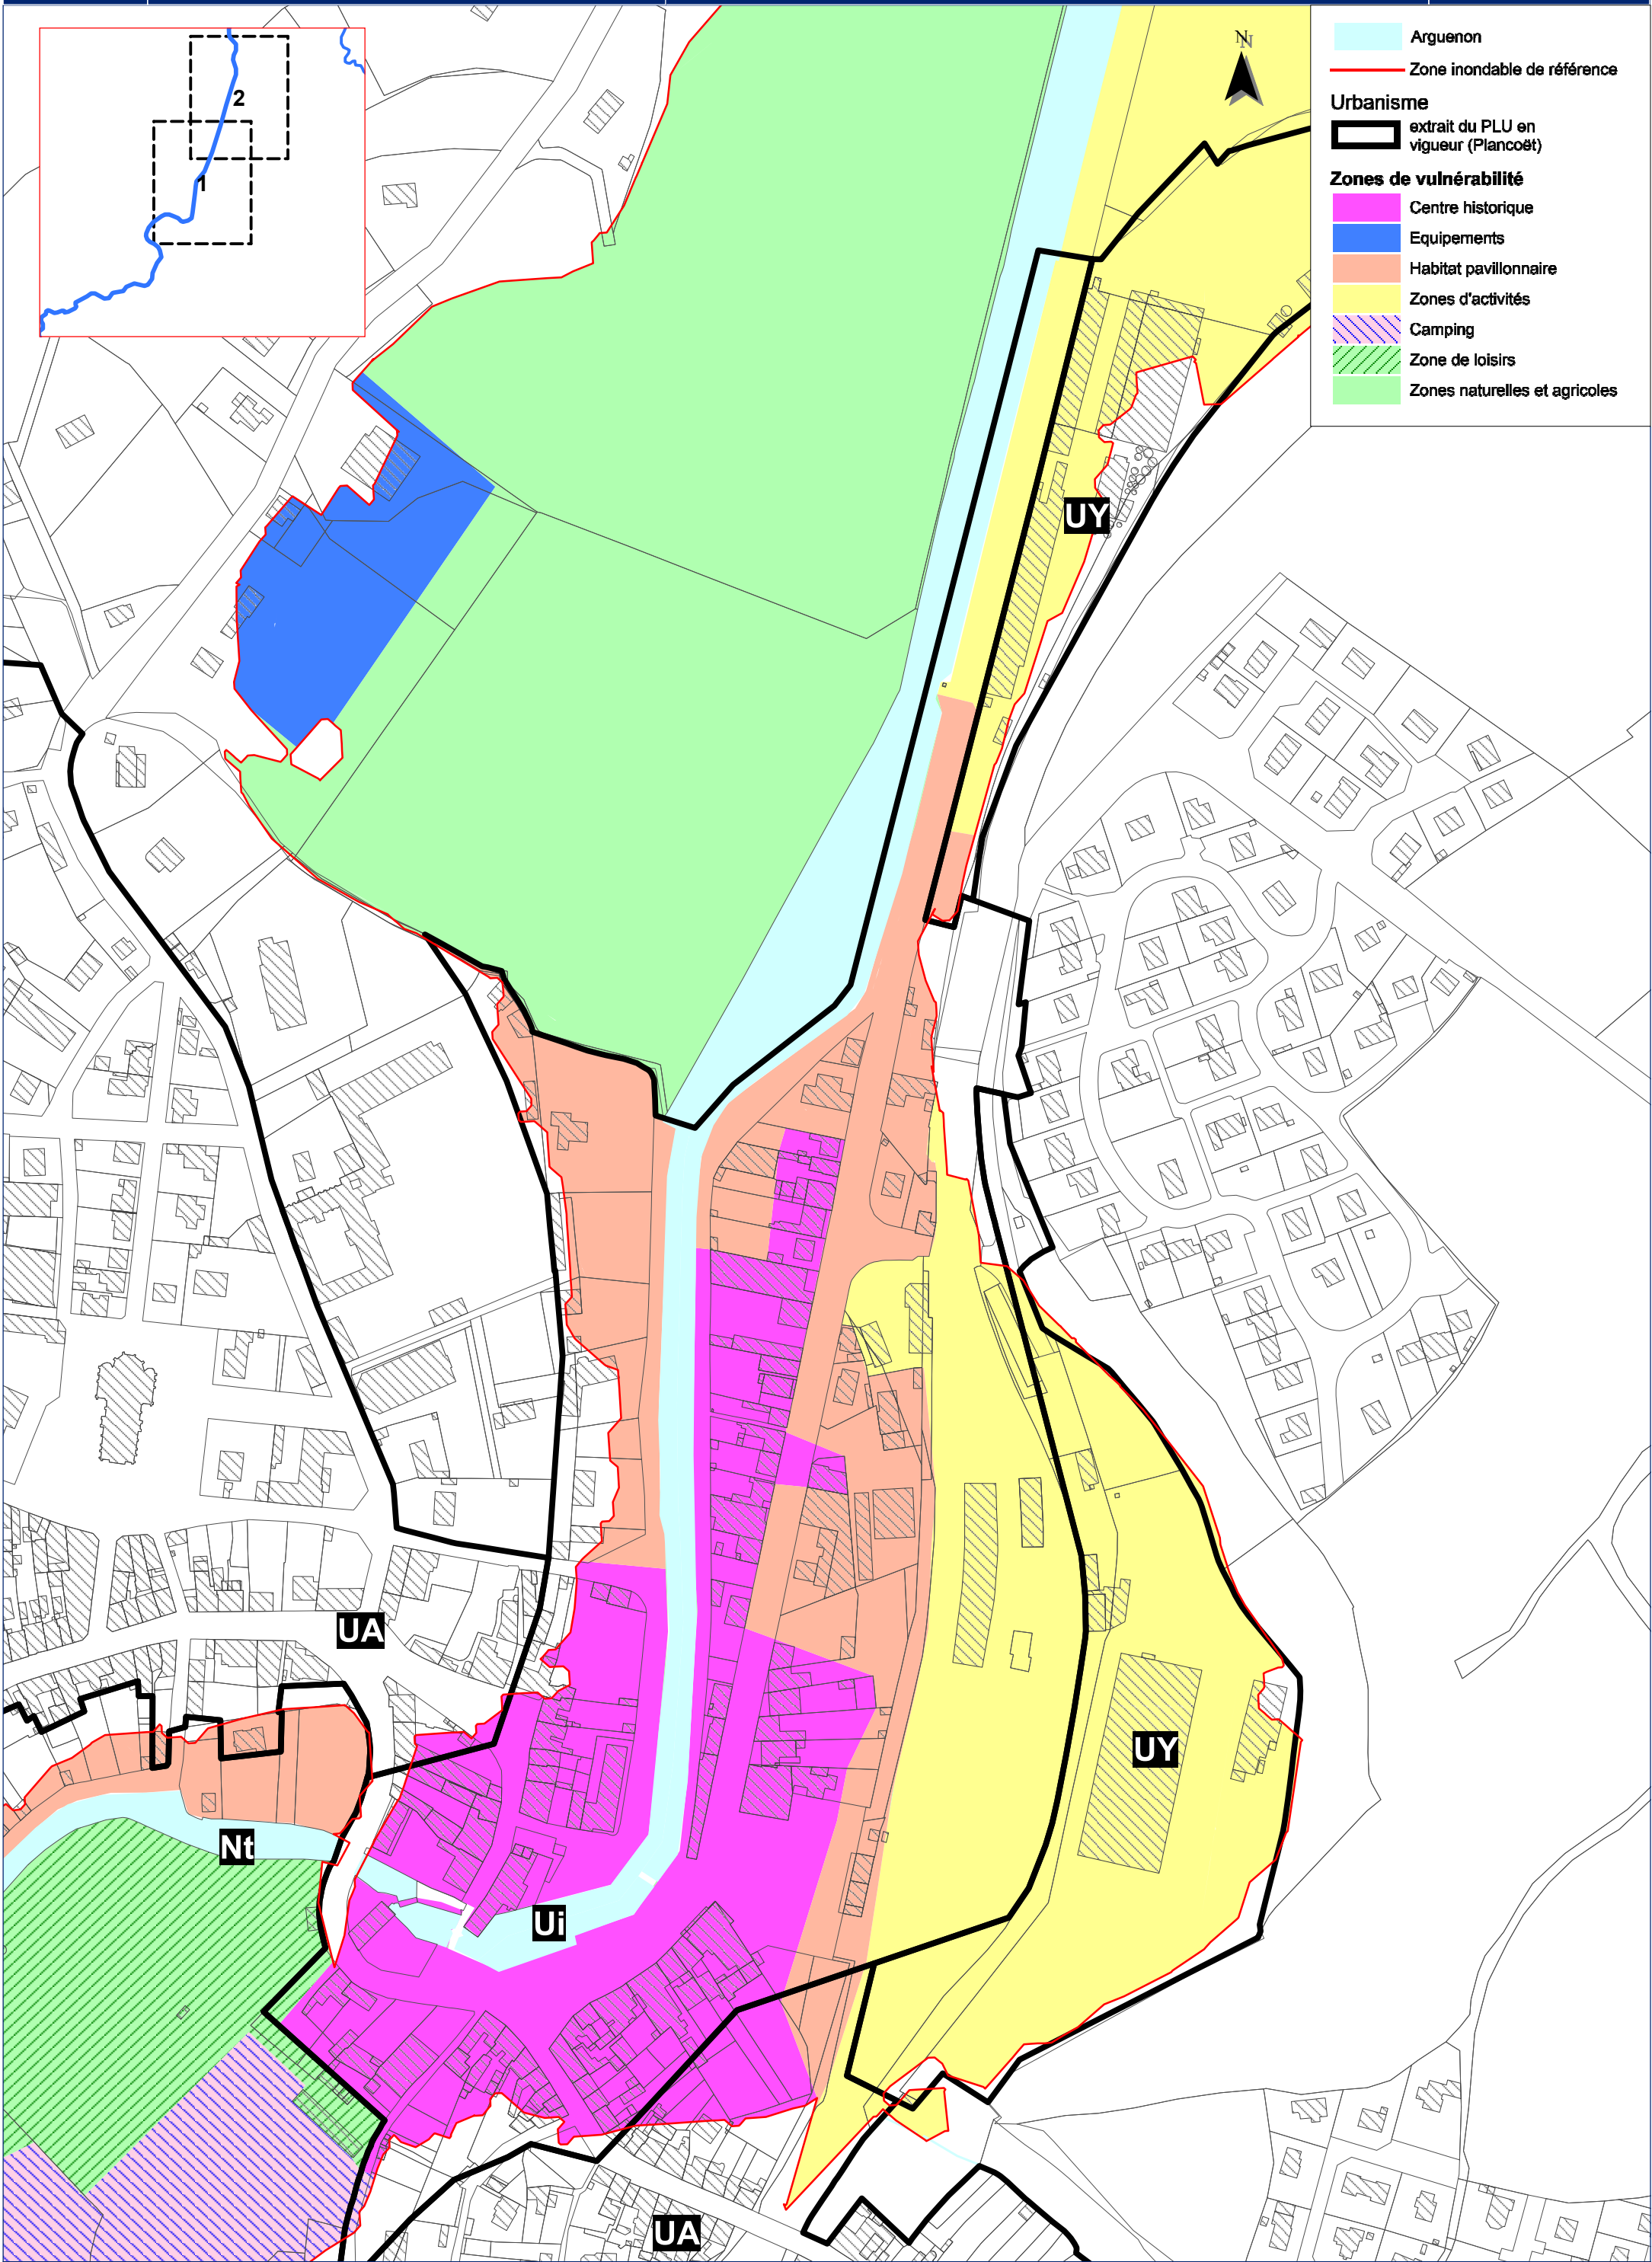 2
1
N
N
Arguenon
Zone inondable de référence
Urbanisme
extrait du PLU en
vigueur (Plancoët)
Zones de vulnérabilité
Centre historique
Equipements
Habitat pavillonnaire
Zones d'activités
Camping
Zone de loisirs
Zones naturelles et agricoles
UY
UA
UY
Nt
Ui
UA